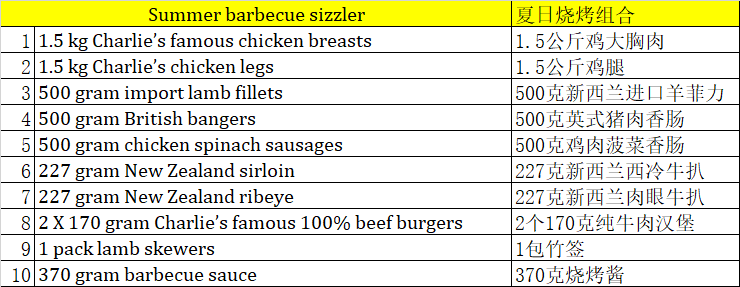 Summer barbecue sizzler 夏日烧烤组合
1 1.5 kg Charlie’s famous chicken breasts 1.5公斤鸡大胸肉
2 1.5 kg Charlie’s chicken legs 1.5公斤鸡腿
3 500 gram import lamb fillets 500克新西兰进口羊菲力
4 500 gram British bangers 500克英式猪肉香肠
5 500 gram chicken spinach sausages 500克鸡肉菠菜香肠
6 227 gram New Zealand sirloin 227克新西兰西冷牛扒
7 227 gram New Zealand ribeye 227克新西兰肉眼牛扒
8 2 X 170 gram Charlie’s famous 100% beef burgers 2个170克纯牛肉汉堡
9 1 pack lamb skewers 1包竹签
10 370 gram barbecue sauce 370克烧烤酱